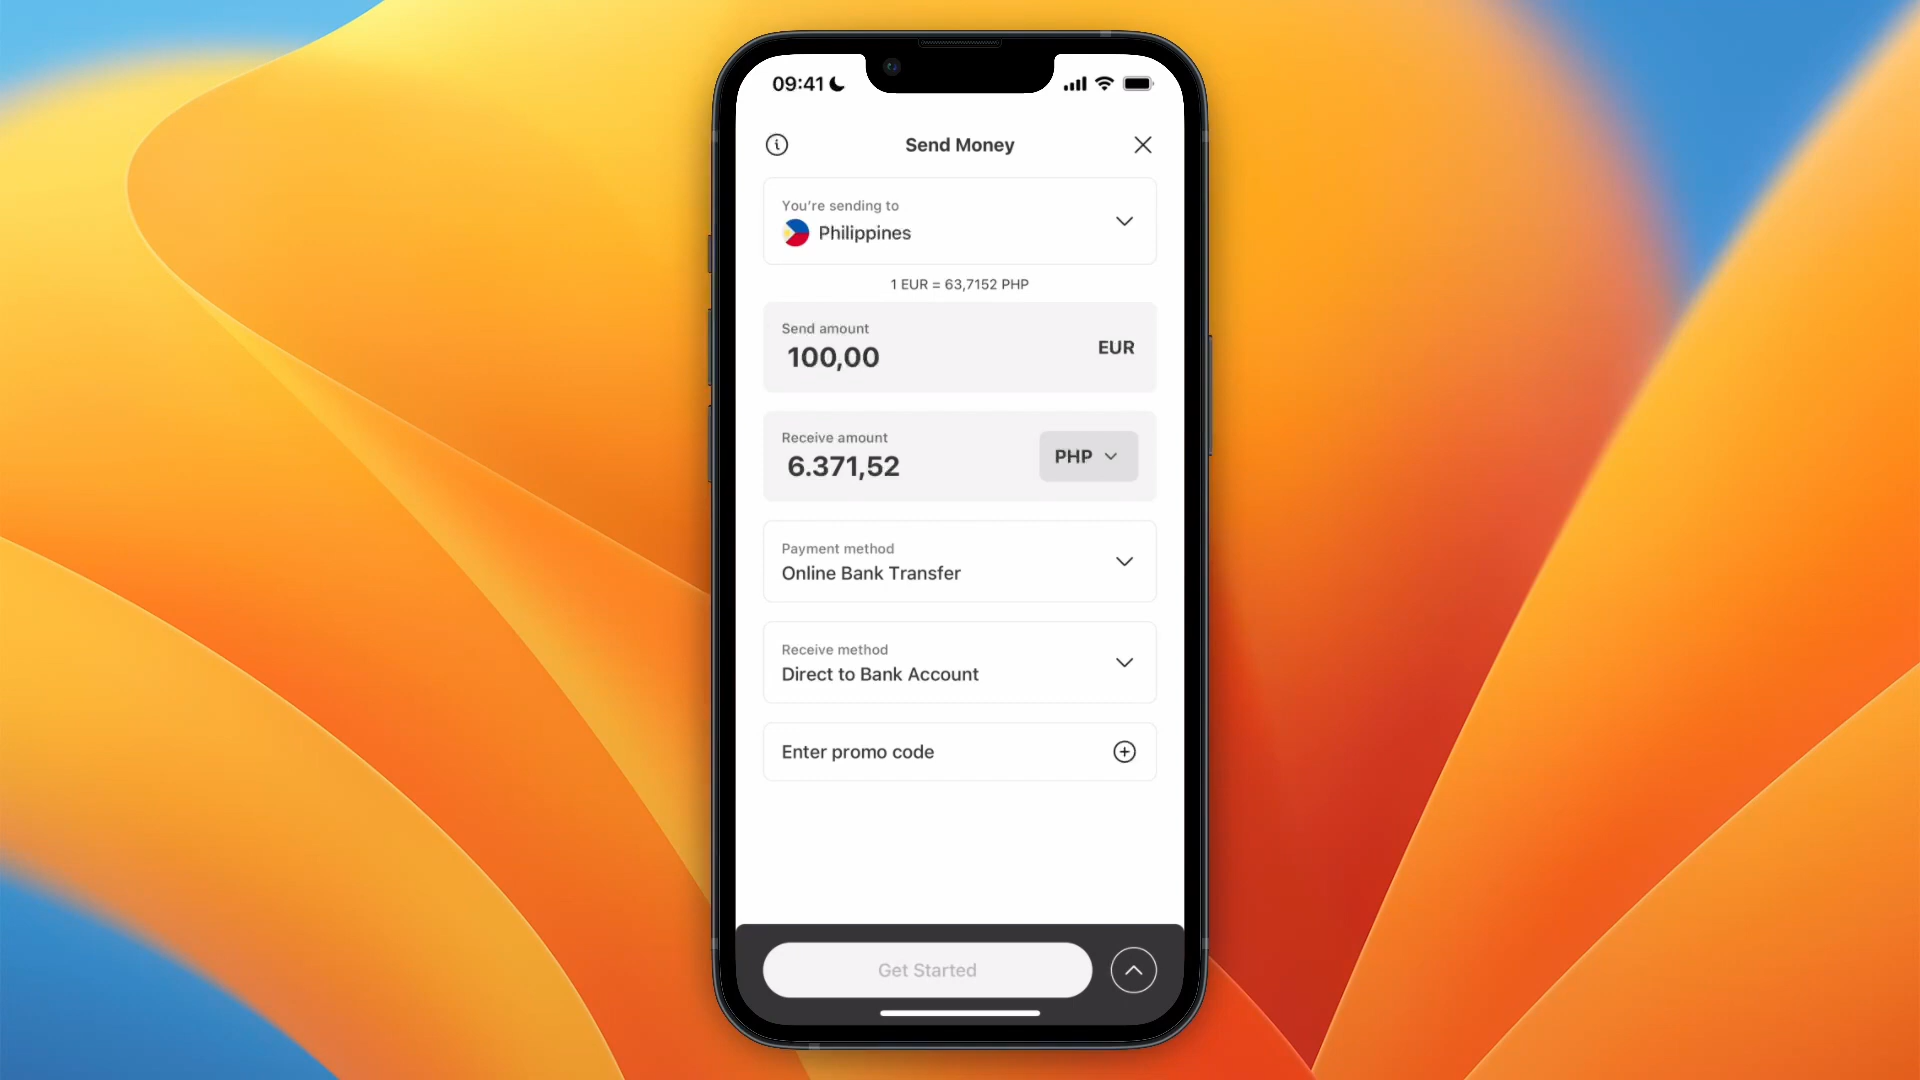 09:41
Send Money
You're sending to
Philippines
1 EUR = 63,7152 PHP
Send amount
100,00
EUR
Receive amount
6.371,52
PHP
Payment method
Online Bank Transfer
Receive method
Direct to Bank Account
Enter promo code
Get Started